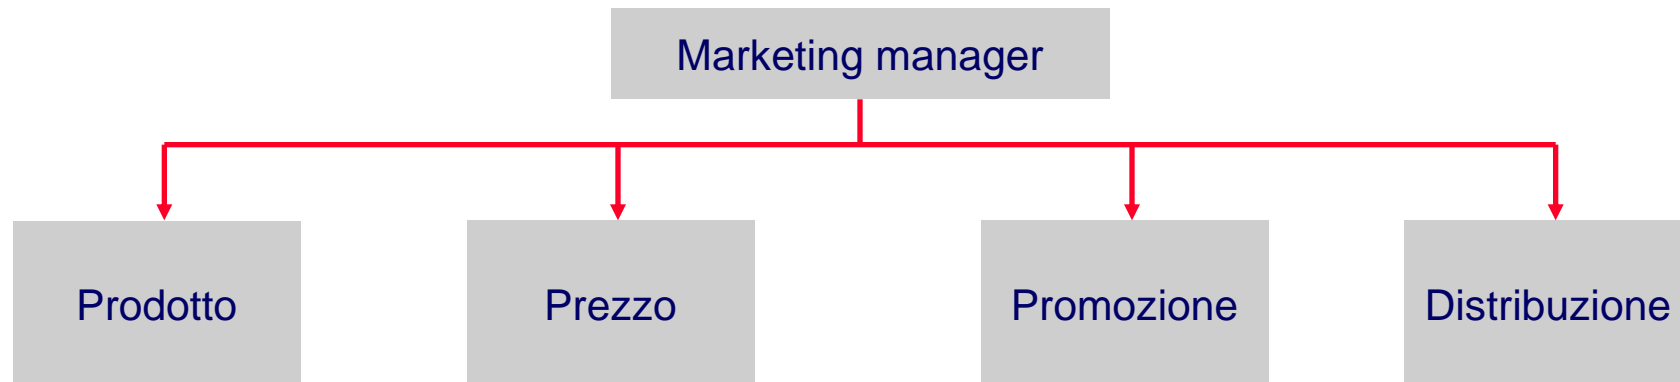 Marketing manager
Prodotto
Prezzo
Promozione
Distribuzione